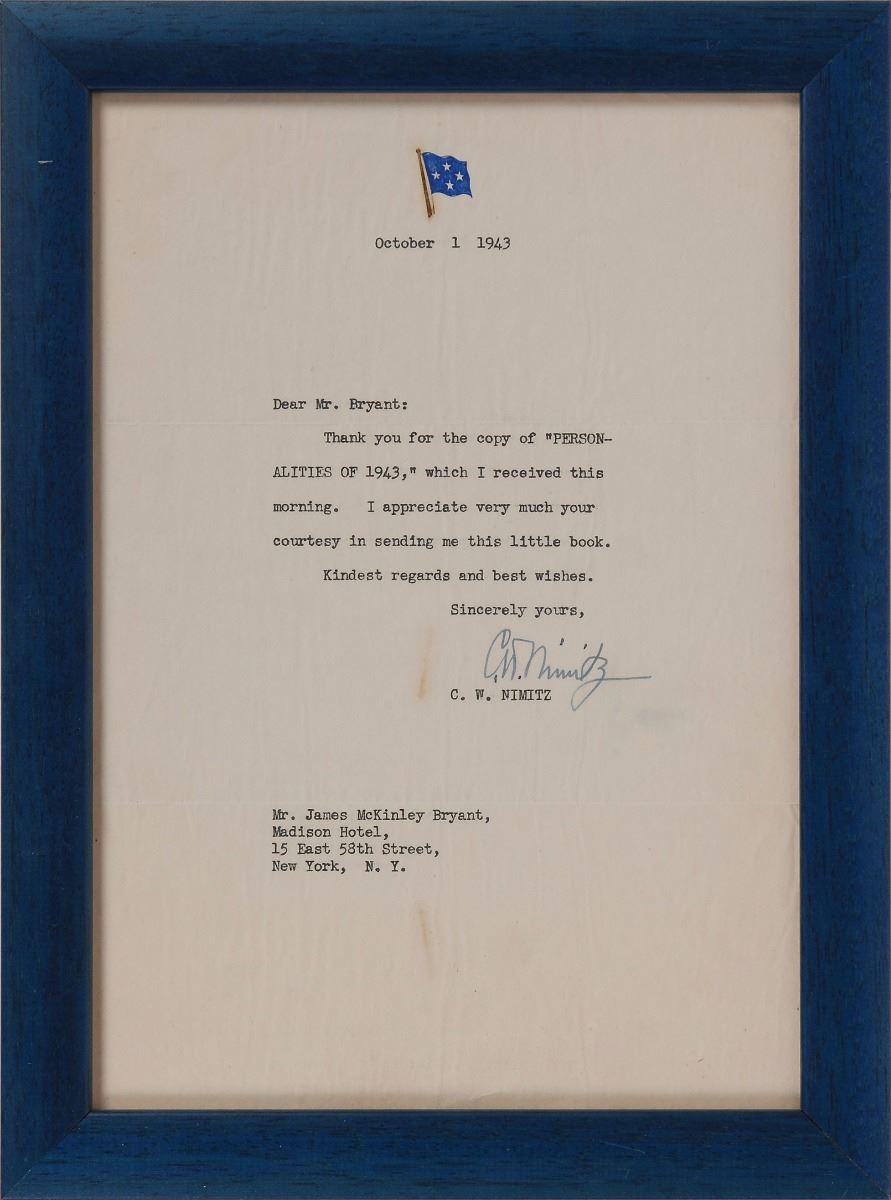 October 1 1943
Dear Mr. Bryant:
Thank you for the copy of "PERSON-
ALITIES OF 1943," which I received this
morning. I appreciate very much your
courtesy in sending me this little book.
Kindest regards and best wishes.
Sincerely yours,
C.W. Nimitz
C. W. NIMITZ
Mr. James McKinley Bryant,
Madison Hotel,
15 East 58th Street,
New York, N. Y.